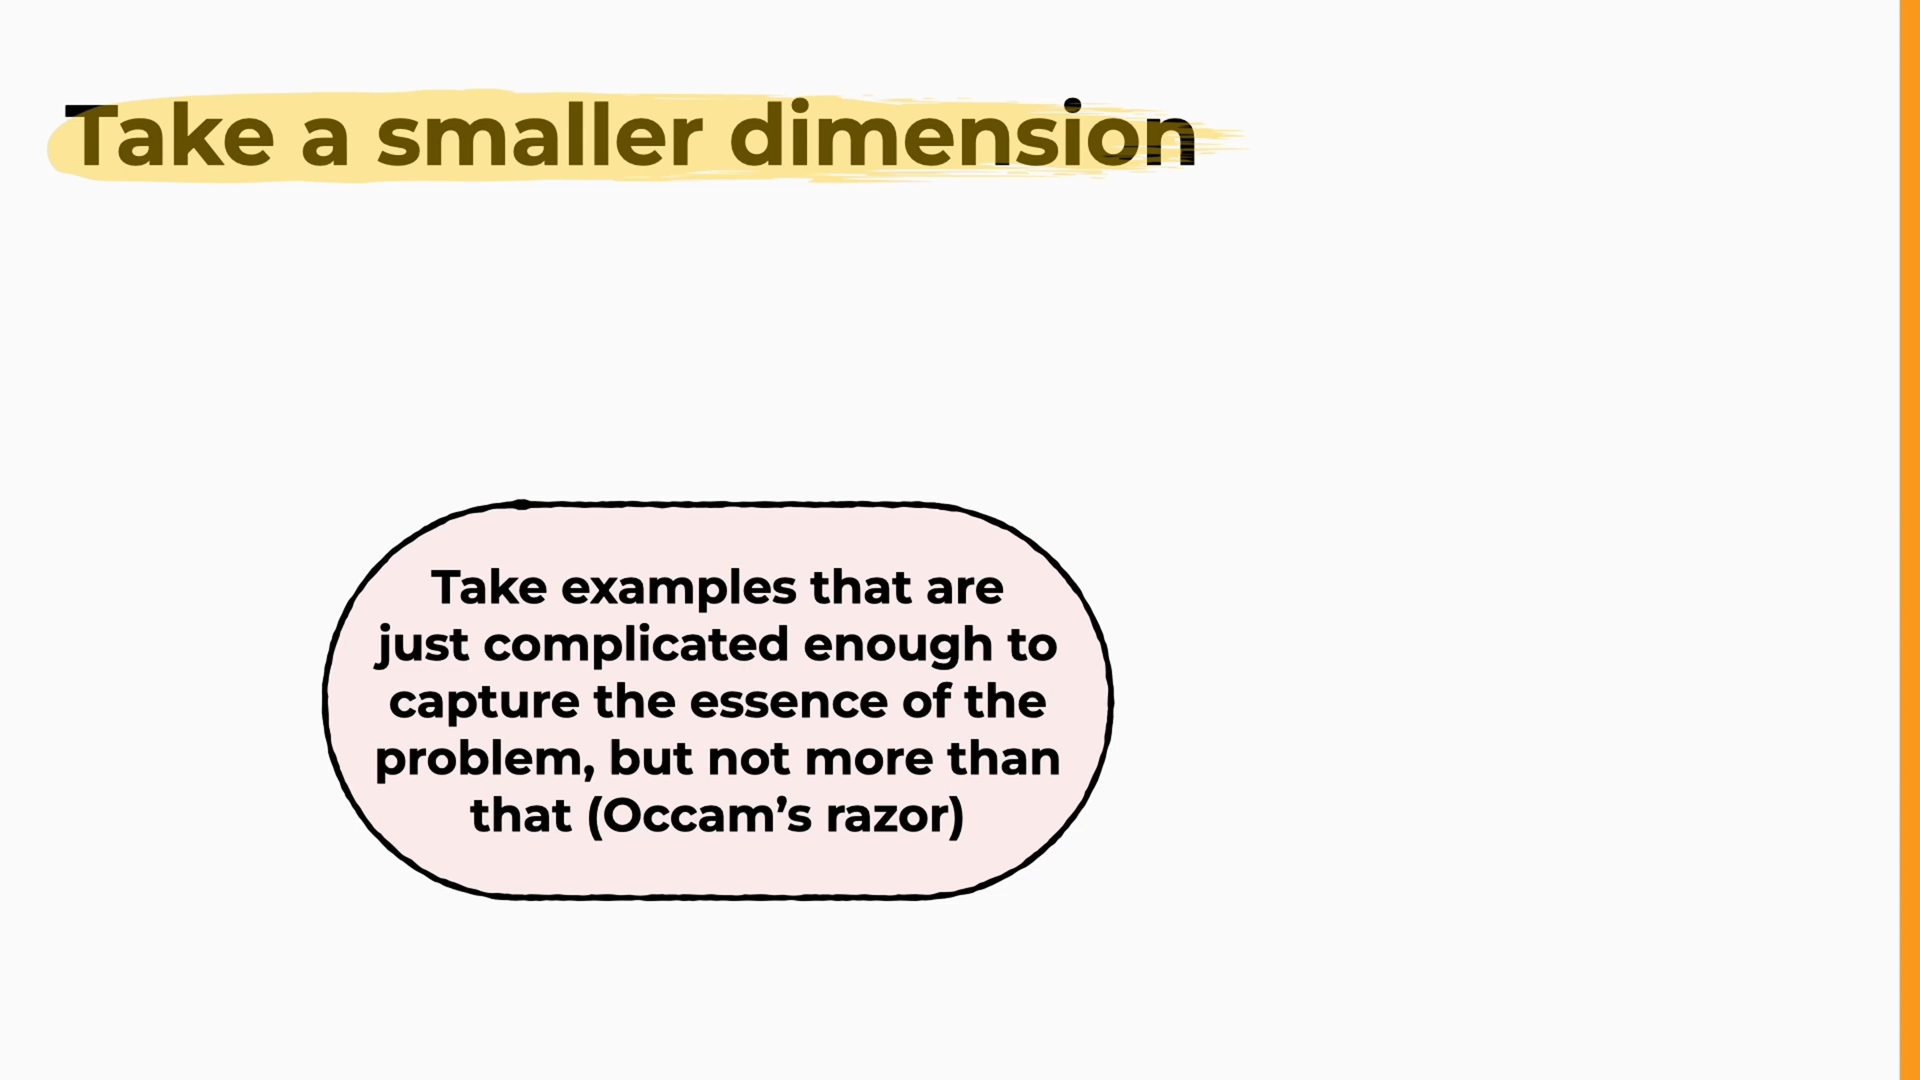 Take a smaller dimension
Take examples that are
just complicated enough to
capture the essence of the
problem, but not more than
that (Occam’s razor)